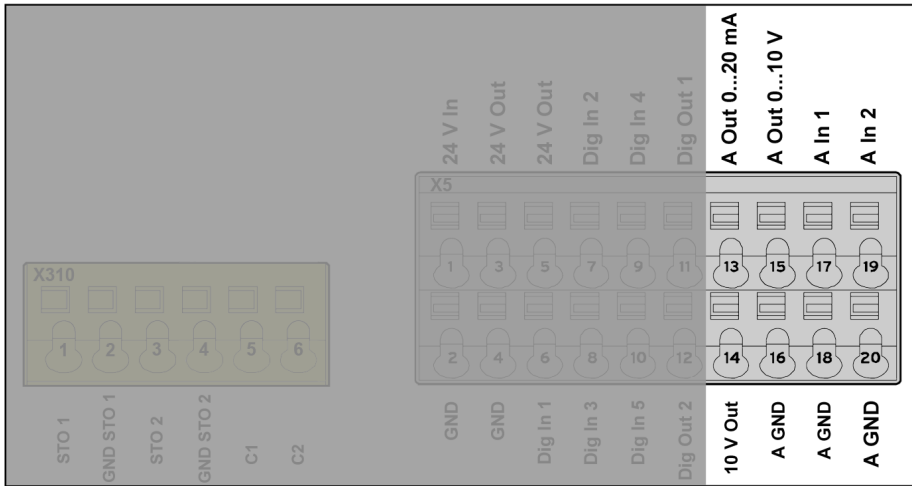 24 V In
24 V Out
24 V Out
Dig In 2
Dig In 4
Dig Out 1
A Out 0...20 mA
A Out 0...10 V
A In 1
A In 2
X5
1 3 5 7 9 11 13 15 17 19
2 4 6 8 10 12 14 16 18 20
GND
GND
Dig In 1
Dig In 3
Dig In 5
Dig Out 2
10 V Out
A GND
A GND
A GND
X310
1 2 3 4 5 6
STO 1
GND STO 1
STO 2
GND STO 2
C1
C2